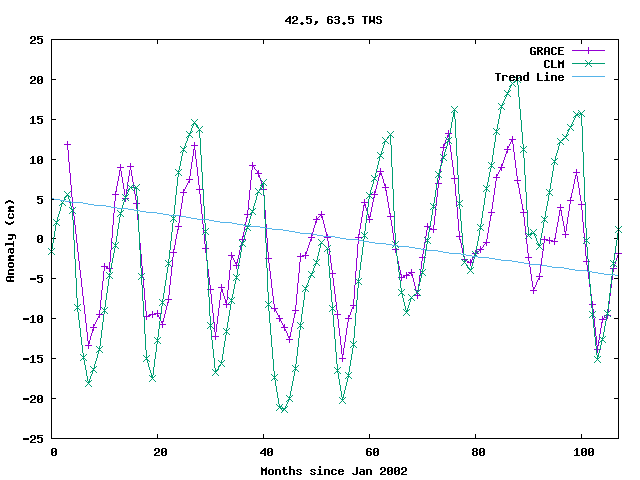 42.5, 63.5 TWS
GRACE
CLM
Trend Line
Anomaly (cm)
25
20
15
10
5
0
-5
-10
-15
-20
-25
0 20 40 60 80 100
Months since Jan 2002